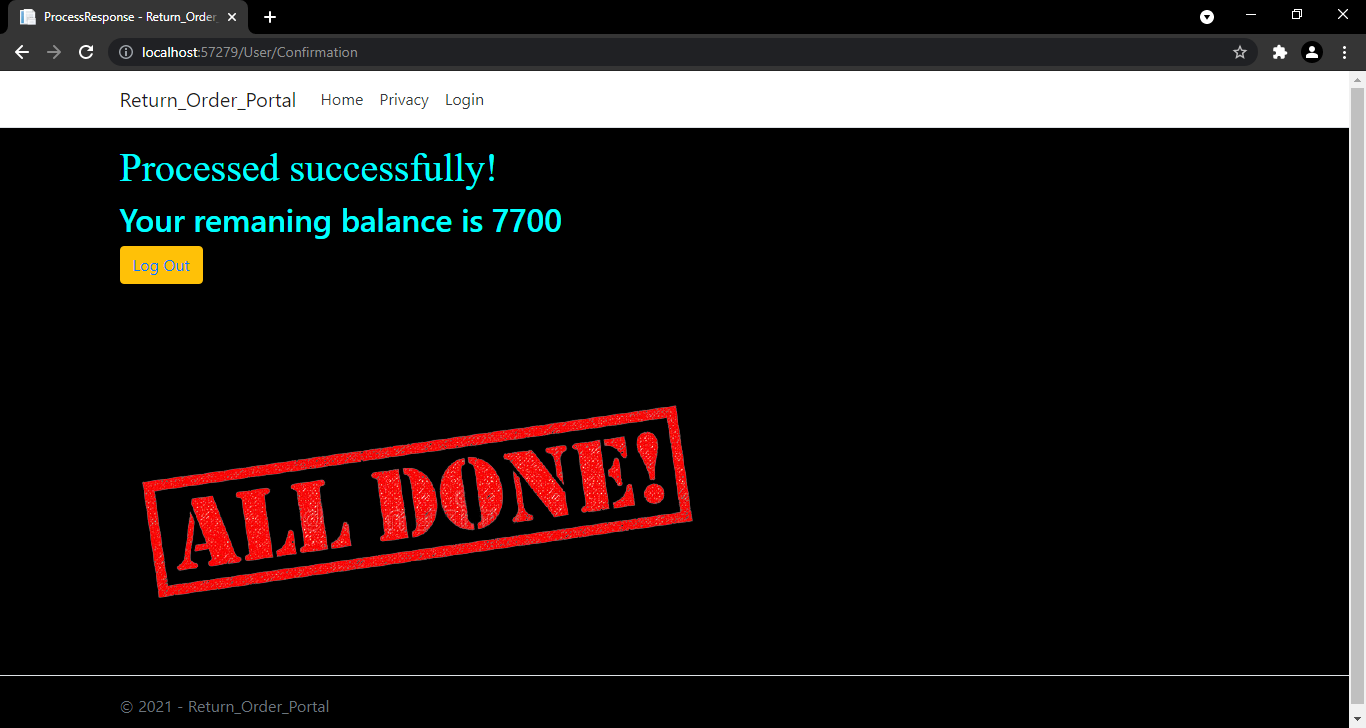 ProcessResponse - Return_Order
localhost:57279/User/Confirmation
Return_Order_Portal Home Privacy Login
Processed successfully!
Your remaning balance is 7700
Log Out
ALL DONE!
© 2021 - Return_Order_Portal